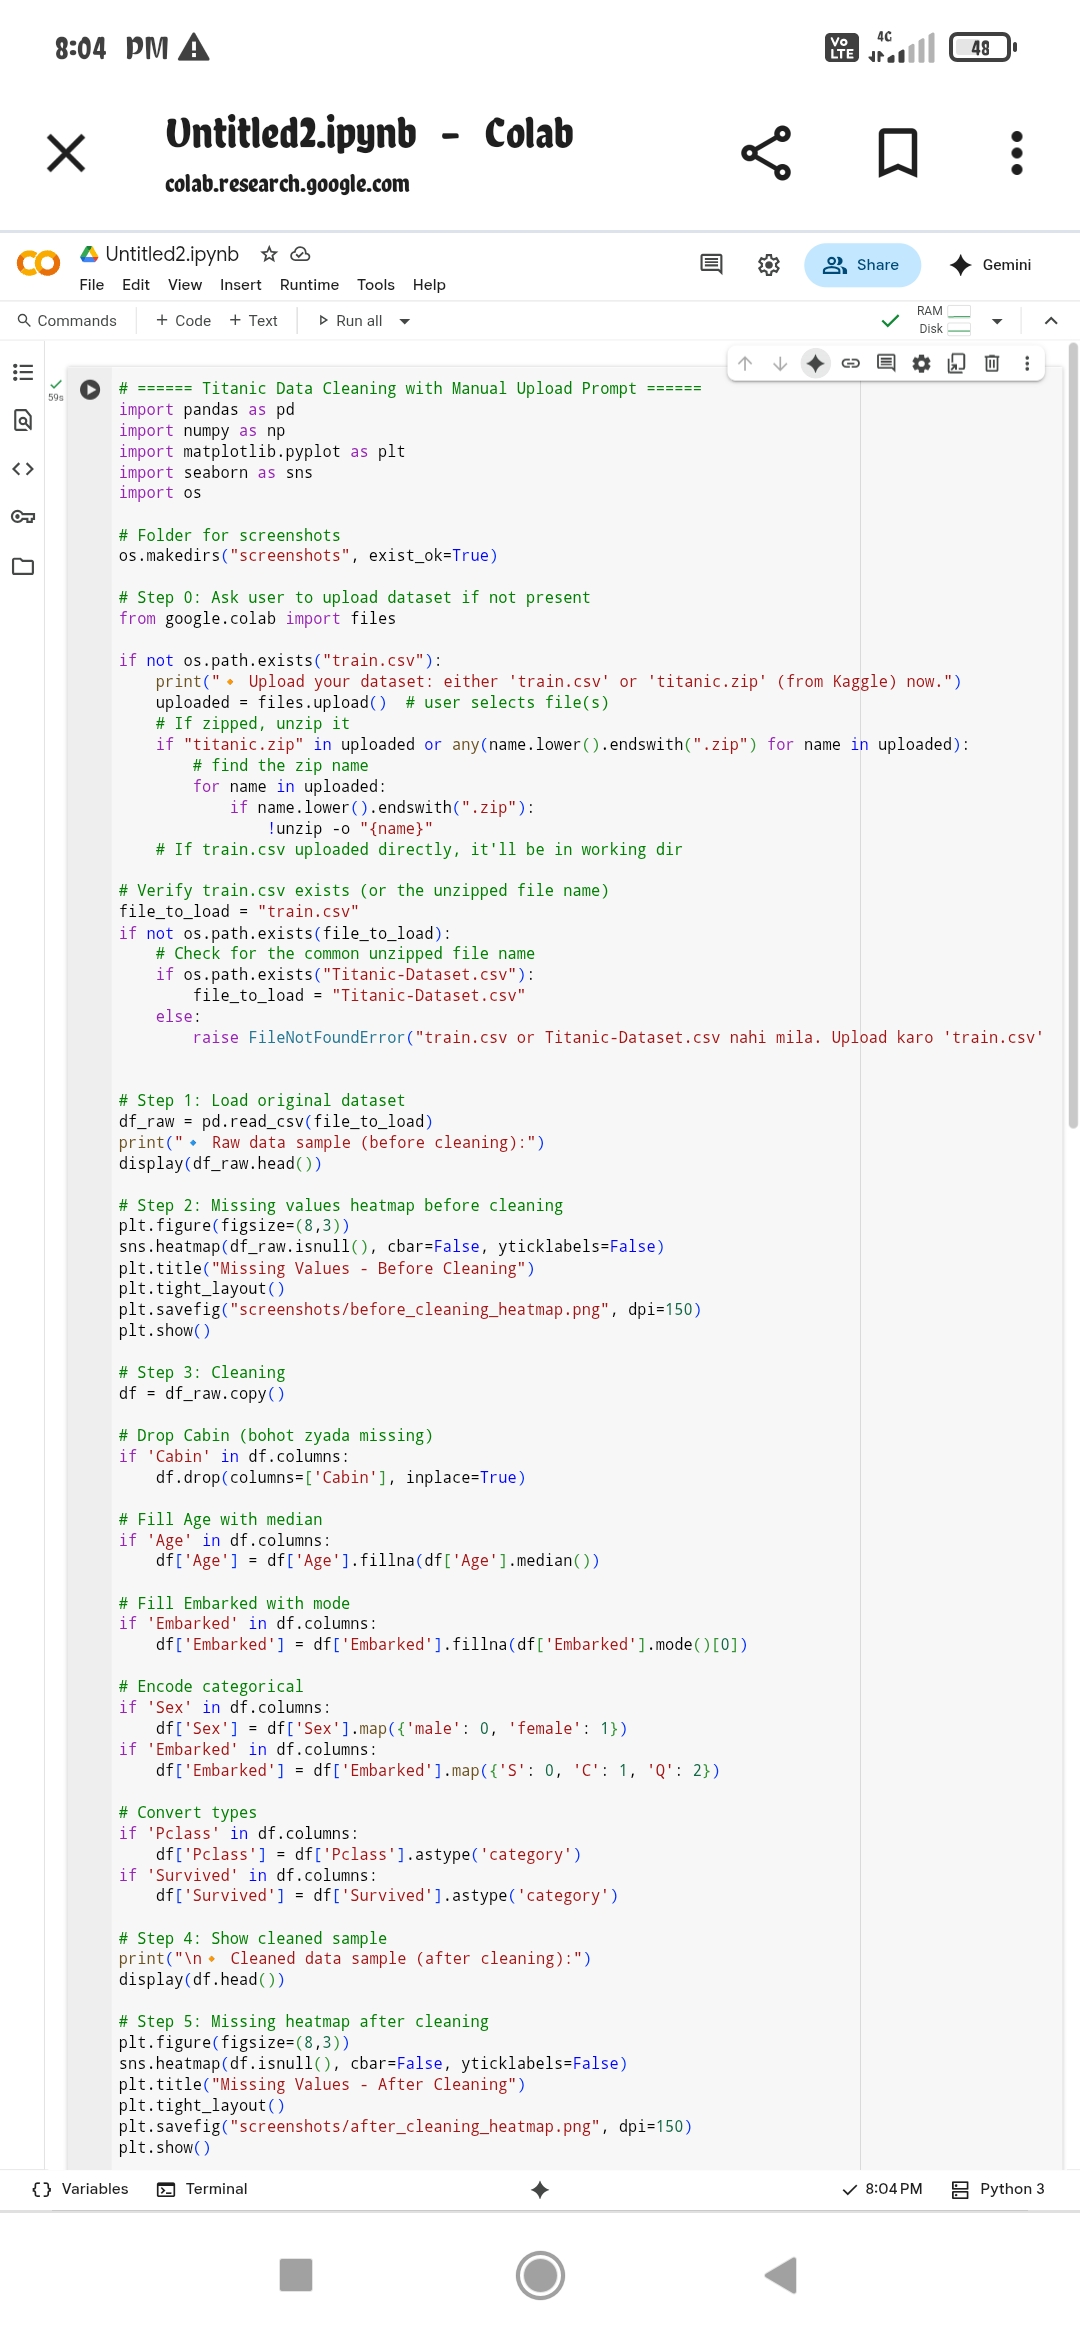 8:04 PM
Vo LTE 4G 48
Untitled2.ipynb - Colab
colab.research.google.com
Untitled2.ipynb
Share
Gemini
File Edit View Insert Runtime Tools Help
Commands + Code + Text Run all
RAM
Disk
59s
# ====== Titanic Data Cleaning with Manual Upload Prompt ======
import pandas as pd
import numpy as np
import matplotlib.pyplot as plt
import seaborn as sns
import os

# Folder for screenshots
os.makedirs("screenshots", exist_ok=True)

# Step 0: Ask user to upload dataset if not present
from google.colab import files

if not os.path.exists("train.csv"):
    print("🔸 Upload your dataset: either 'train.csv' or 'titanic.zip' (from Kaggle) now.")
    uploaded = files.upload()  # user selects file(s)
    # If zipped, unzip it
    if "titanic.zip" in uploaded or any(name.lower().endswith(".zip") for name in uploaded):
        # find the zip name
        for name in uploaded:
            if name.lower().endswith(".zip"):
                !unzip -o "{name}"
    # If train.csv uploaded directly, it'll be in working dir

# Verify train.csv exists (or the unzipped file name)
file_to_load = "train.csv"
if not os.path.exists(file_to_load):
    # Check for the common unzipped file name
    if os.path.exists("Titanic-Dataset.csv"):
        file_to_load = "Titanic-Dataset.csv"
    else:
        raise FileNotFoundError("train.csv or Titanic-Dataset.csv nahi mila. Upload karo 'train.csv'

# Step 1: Load original dataset
df_raw = pd.read_csv(file_to_load)
print("🔹 Raw data sample (before cleaning):")
display(df_raw.head())

# Step 2: Missing values heatmap before cleaning
plt.figure(figsize=(8,3))
sns.heatmap(df_raw.isnull(), cbar=False, yticklabels=False)
plt.title("Missing Values - Before Cleaning")
plt.tight_layout()
plt.savefig("screenshots/before_cleaning_heatmap.png", dpi=150)
plt.show()

# Step 3: Cleaning
df = df_raw.copy()

# Drop Cabin (bohot zyada missing)
if 'Cabin' in df.columns:
    df.drop(columns=['Cabin'], inplace=True)

# Fill Age with median
if 'Age' in df.columns:
    df['Age'] = df['Age'].fillna(df['Age'].median())

# Fill Embarked with mode
if 'Embarked' in df.columns:
    df['Embarked'] = df['Embarked'].fillna(df['Embarked'].mode()[0])

# Encode categorical
if 'Sex' in df.columns:
    df['Sex'] = df['Sex'].map({'male': 0, 'female': 1})
if 'Embarked' in df.columns:
    df['Embarked'] = df['Embarked'].map({'S': 0, 'C': 1, 'Q': 2})

# Convert types
if 'Pclass' in df.columns:
    df['Pclass'] = df['Pclass'].astype('category')
if 'Survived' in df.columns:
    df['Survived'] = df['Survived'].astype('category')

# Step 4: Show cleaned sample
print("\n🔸 Cleaned data sample (after cleaning):")
display(df.head())

# Step 5: Missing heatmap after cleaning
plt.figure(figsize=(8,3))
sns.heatmap(df.isnull(), cbar=False, yticklabels=False)
plt.title("Missing Values - After Cleaning")
plt.tight_layout()
plt.savefig("screenshots/after_cleaning_heatmap.png", dpi=150)
plt.show()
Variables Terminal 8:04 PM Python 3